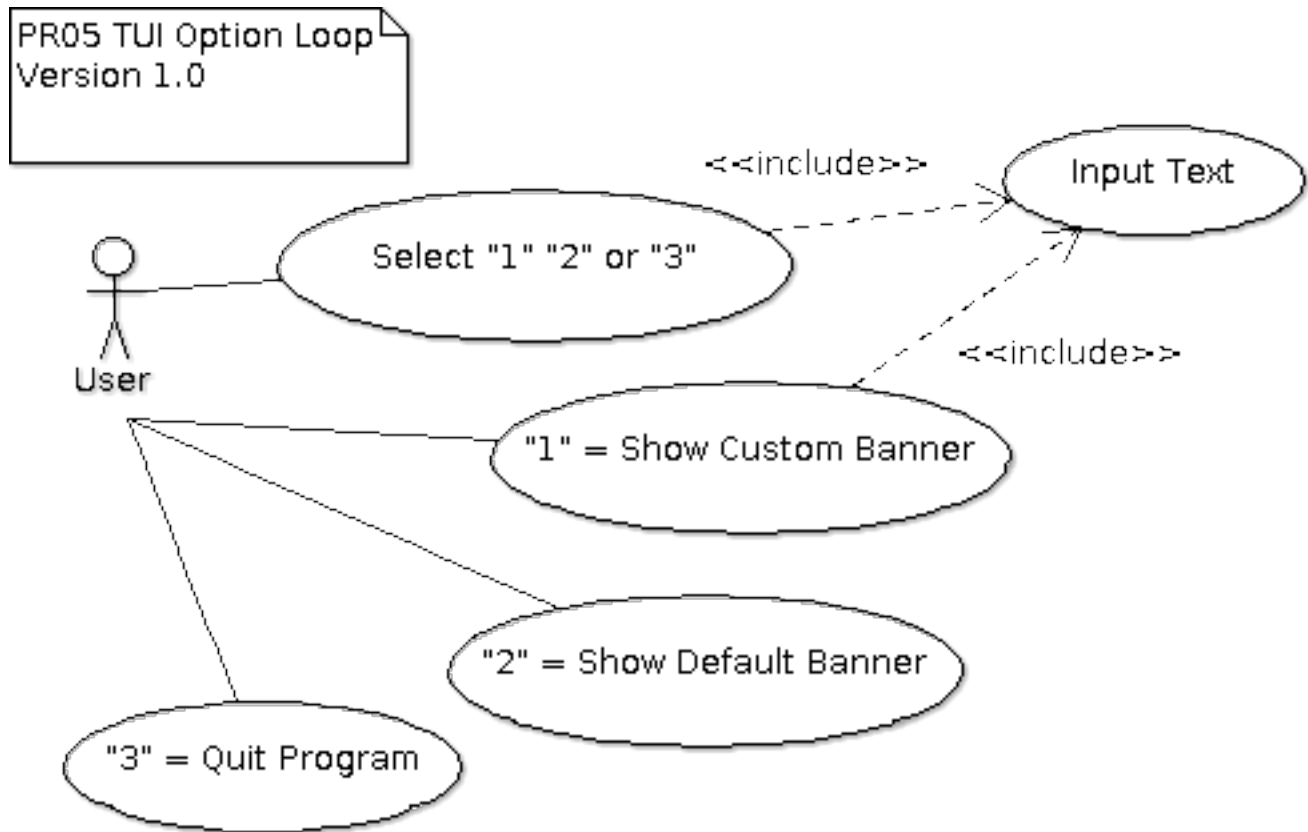 PR05 TUI Option Loop
Version 1.0
<<include>>
Input Text
Select "1" "2" or "3"
<<include>>
User
"1" = Show Custom Banner
"2" = Show Default Banner
"3" = Quit Program